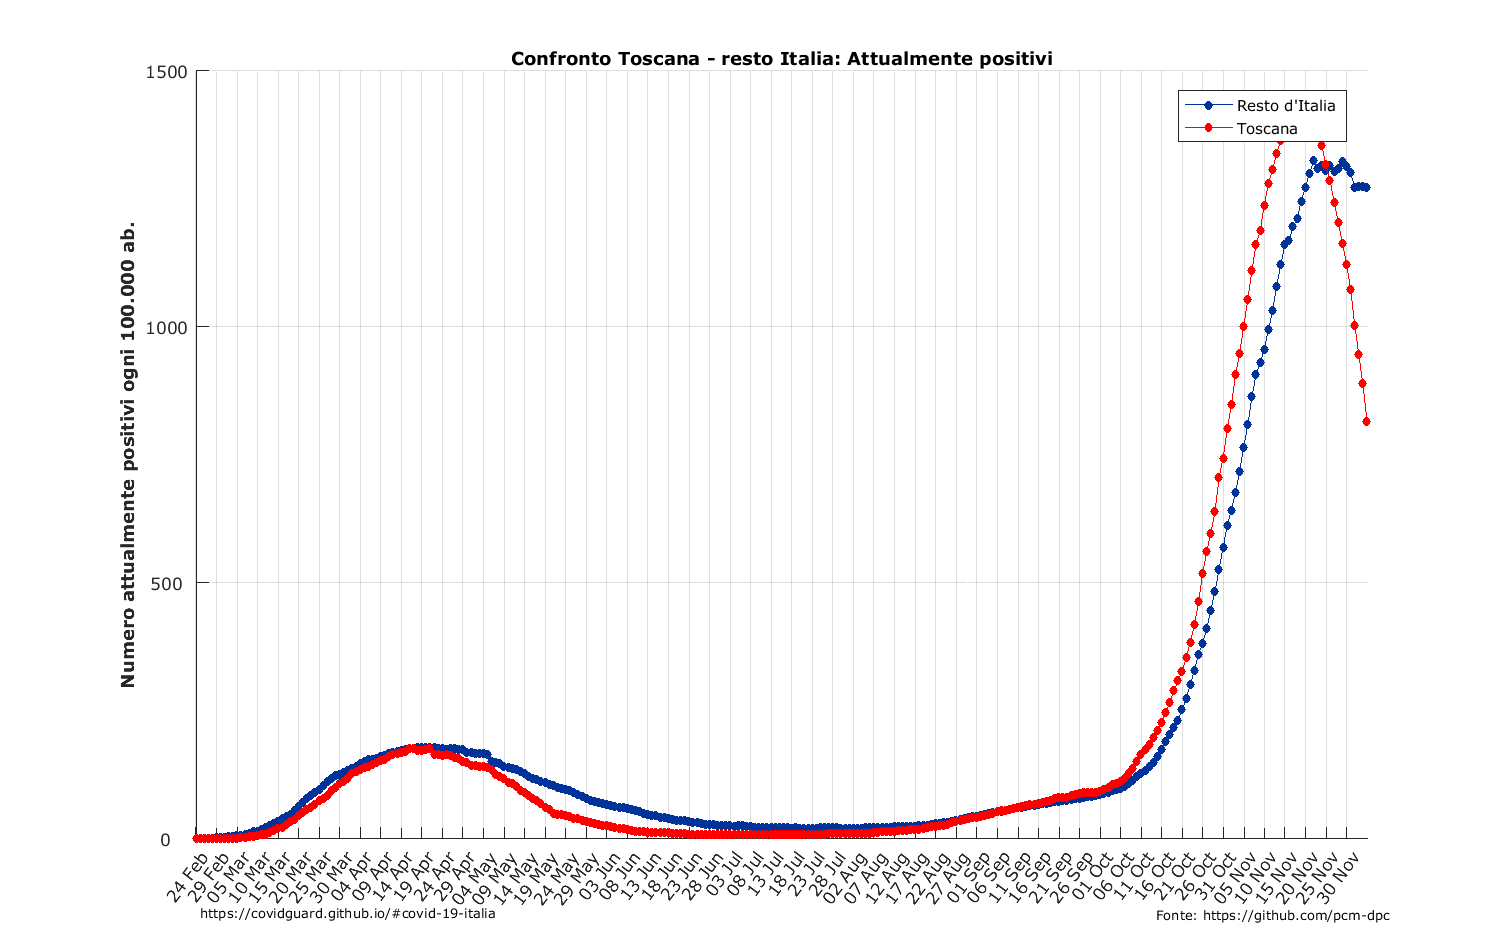 Confronto Toscana - resto Italia: Attualmente positivi
Numero attualmente positivi ogni 100.000 ab.
1500
1000
500
0
Resto d'Italia
Toscana
24 Feb
29 Feb
05 Mar
10 Mar
15 Mar
20 Mar
25 Mar
30 Mar
04 Apr
09 Apr
14 Apr
19 Apr
24 Apr
29 Apr
04 May
09 May
14 May
19 May
24 May
29 May
03 Jun
08 Jun
13 Jun
18 Jun
23 Jun
28 Jun
03 Jul
08 Jul
13 Jul
18 Jul
23 Jul
28 Jul
02 Aug
07 Aug
12 Aug
17 Aug
22 Aug
27 Aug
01 Sep
06 Sep
11 Sep
16 Sep
21 Sep
26 Sep
01 Oct
06 Oct
11 Oct
16 Oct
21 Oct
26 Oct
31 Oct
05 Nov
10 Nov
15 Nov
20 Nov
25 Nov
30 Nov
https://covidguard.github.io/#covid-19-italia
Fonte: https://github.com/pcm-dpc